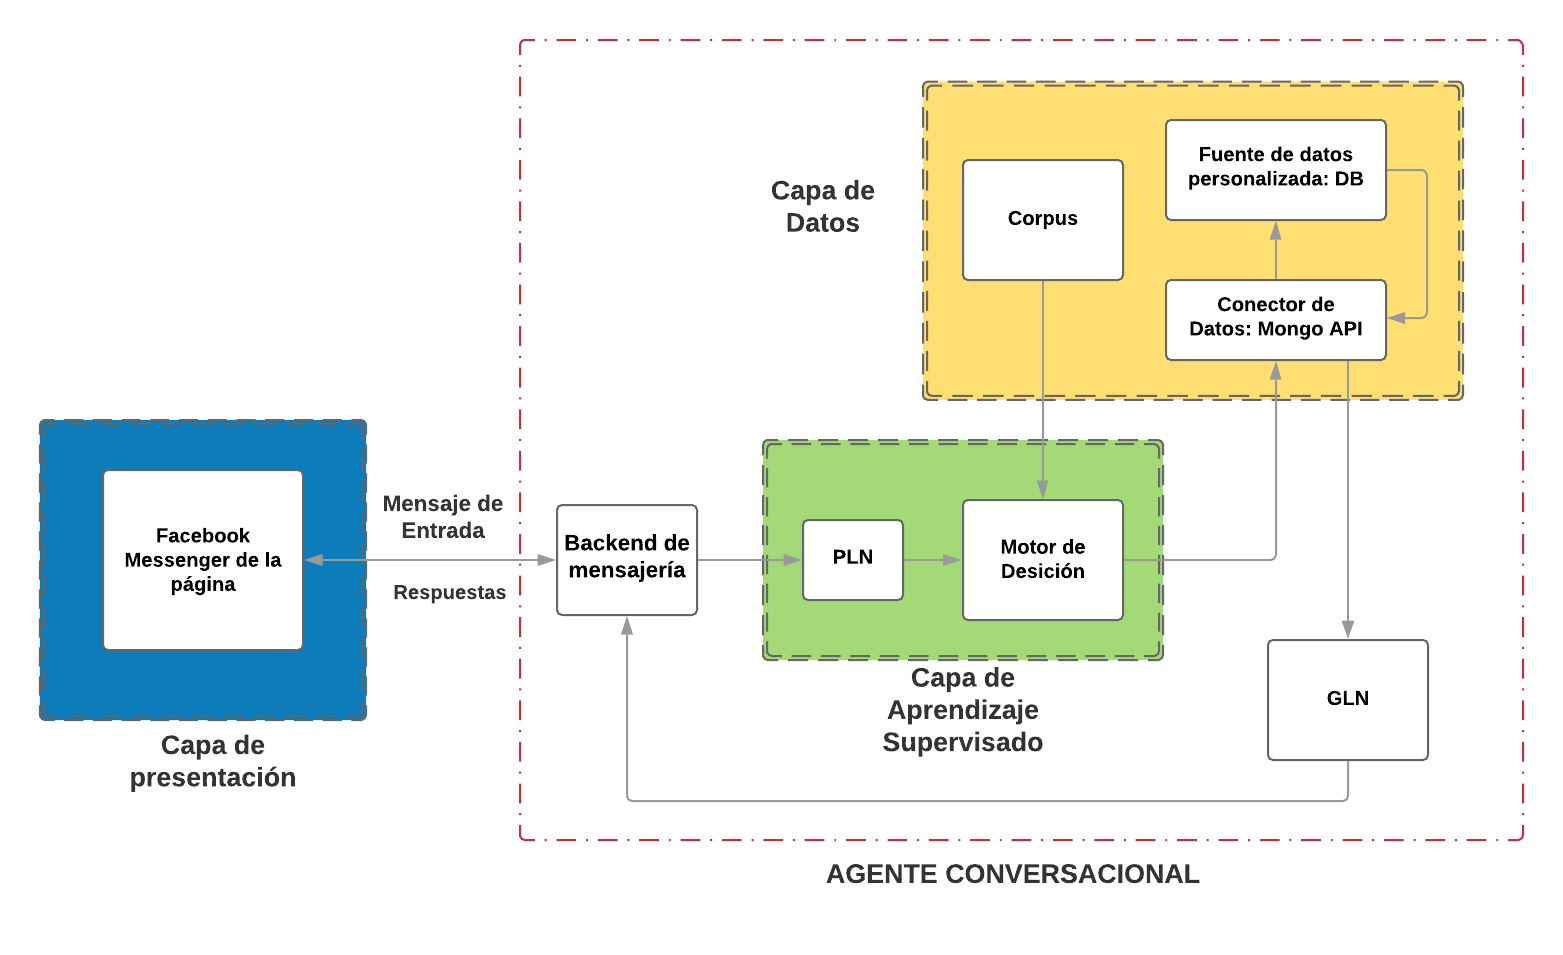 Capa de
Datos
Corpus
Fuente de datos
personalizada: DB
Conector de
Datos: Mongo API
Facebook
Messenger de la
página
Capa de
presentación
Mensaje de
Entrada
Respuestas
Backend de
mensajería
PLN
Motor de
Desición
Capa de
Aprendizaje
Supervisado
GLN
AGENTE CONVERSACIONAL